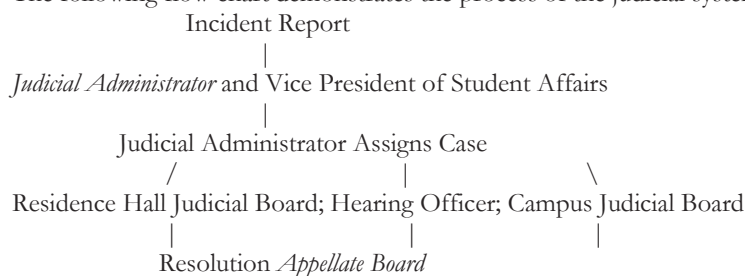 The following flow chart demonstrates the process of the judicial system
Incident Report
|
Judicial Administrator and Vice President of Student Affairs
|
Judicial Administrator Assigns Case
/ | \
Residence Hall Judicial Board; Hearing Officer; Campus Judicial Board
| | |
Resolution Appellate Board